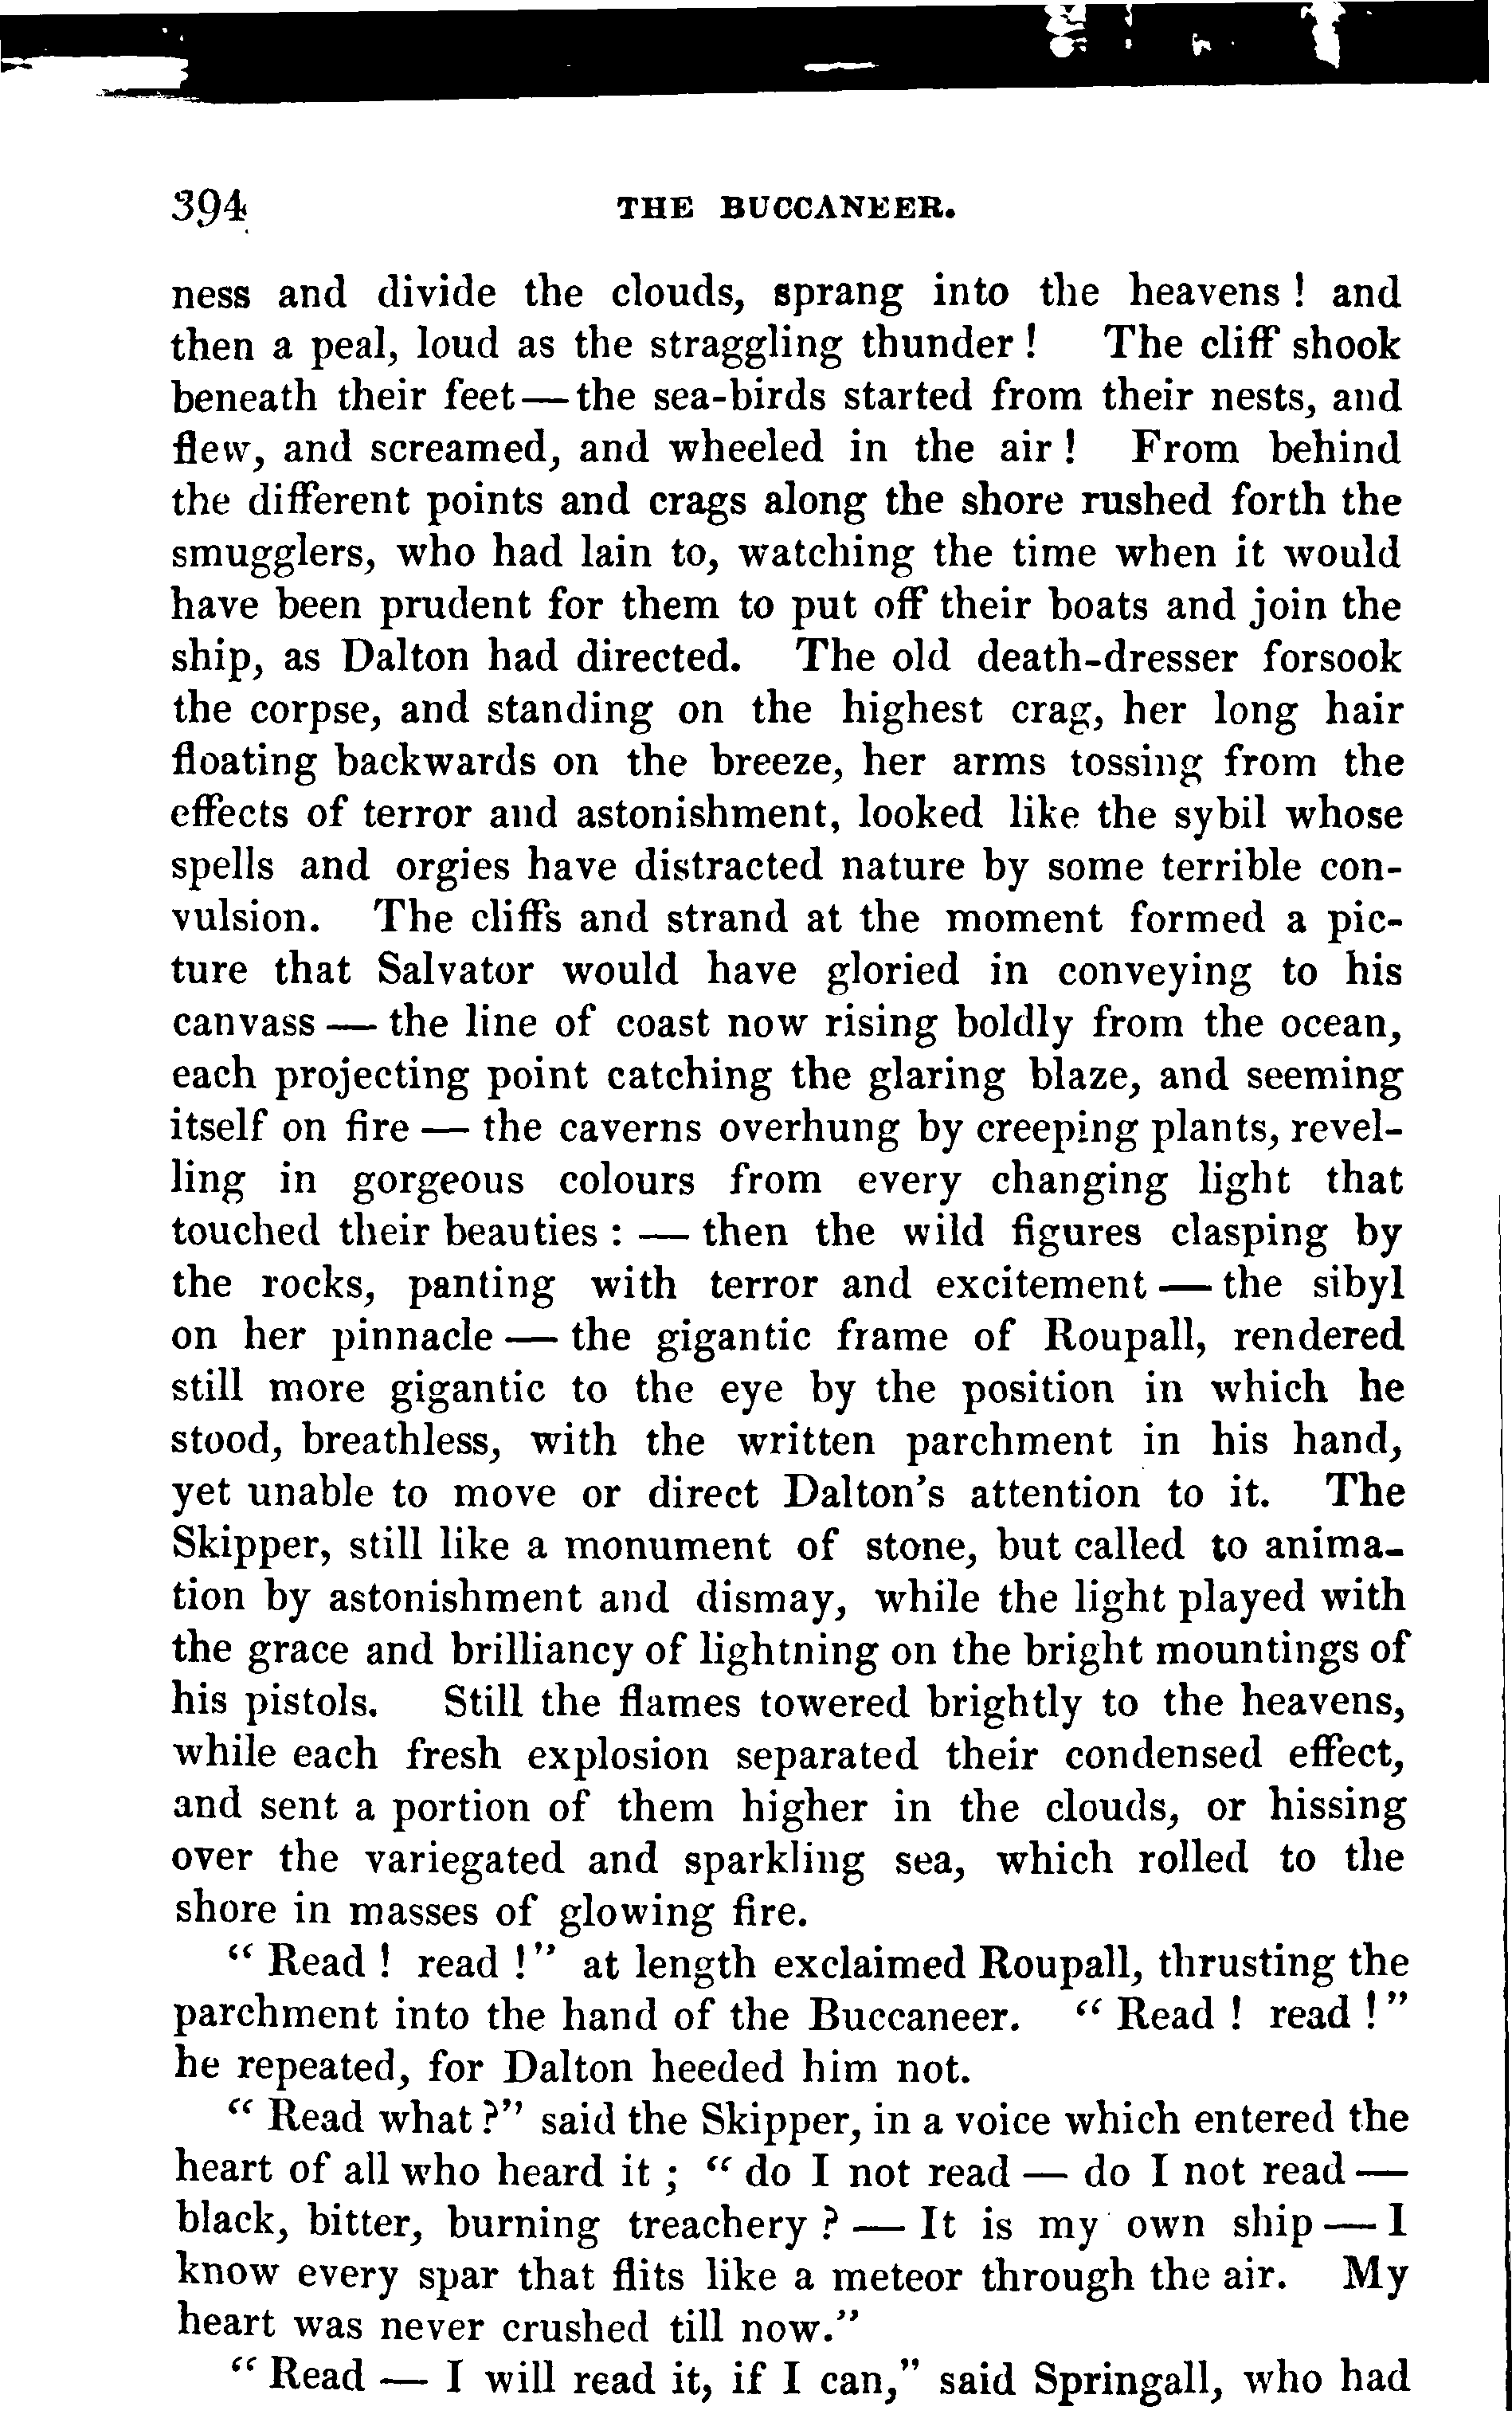 394 THE BUCCANEER.
ness and divide the clouds, sprang into the heavens ! and
then a peal, loud as the straggling thunder ! The cliff shook
beneath their feet—the sea-birds started from their nests, and
flew, and screamed, and wheeled in the air ! From behind
the different points and crags along the shore rushed forth the
smugglers, who had lain to, watching the time when it would
have been prudent for them to put off their boats and join the
ship, as Dalton had directed. The old death-dresser forsook
the corpse, and standing on the highest crag, her long hair
floating backwards on the breeze, her arms tossing from the
effects of terror and astonishment, looked like the sybil whose
spells and orgies have distracted nature by some terrible con-
vulsion. The cliffs and strand at the moment formed a pic-
ture that Salvator would have gloried in conveying to his
canvass — the line of coast now rising boldly from the ocean,
each projecting point catching the glaring blaze, and seeming
itself on fire — the caverns overhung by creeping plants, revel-
ling in gorgeous colours from every changing light that
touched their beauties : — then the wild figures clasping by
the rocks, panting with terror and excitement — the sibyl
on her pinnacle — the gigantic frame of Roupall, rendered
still more gigantic to the eye by the position in which he
stood, breathless, with the written parchment in his hand,
yet unable to move or direct Dalton's attention to it. The
Skipper, still like a monument of stone, but called to anima-
tion by astonishment and dismay, while the light played with
the grace and brilliancy of lightning on the bright mountings of
his pistols. Still the flames towered brightly to the heavens,
while each fresh explosion separated their condensed effect,
and sent a portion of them higher in the clouds, or hissing
over the variegated and sparkling sea, which rolled to the
shore in masses of glowing fire.
“ Read ! read !” at length exclaimed Roupall, thrusting the
parchment into the hand of the Buccaneer. “ Read ! read ! ”
he repeated, for Dalton heeded him not.
“ Read what ?” said the Skipper, in a voice which entered the
heart of all who heard it ; “ do I not read — do I not read —
black, bitter, burning treachery ? — It is my own ship — I
know every spar that flits like a meteor through the air. My
heart was never crushed till now.”
“ Read — I will read it, if I can,” said Springall, who had